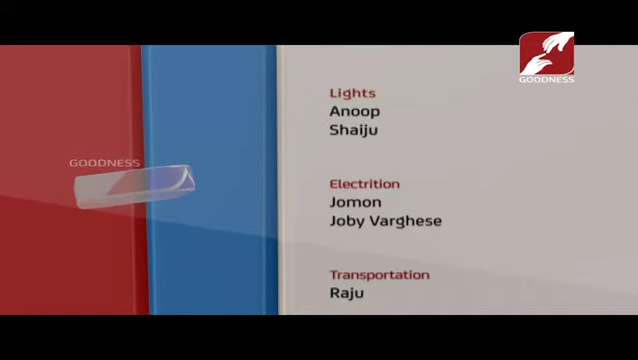 GOODNESS
Lights
Anoop
Shaiju
GOODNESS
Electrition
Jomon
Joby Varghese
Transportation
Raju